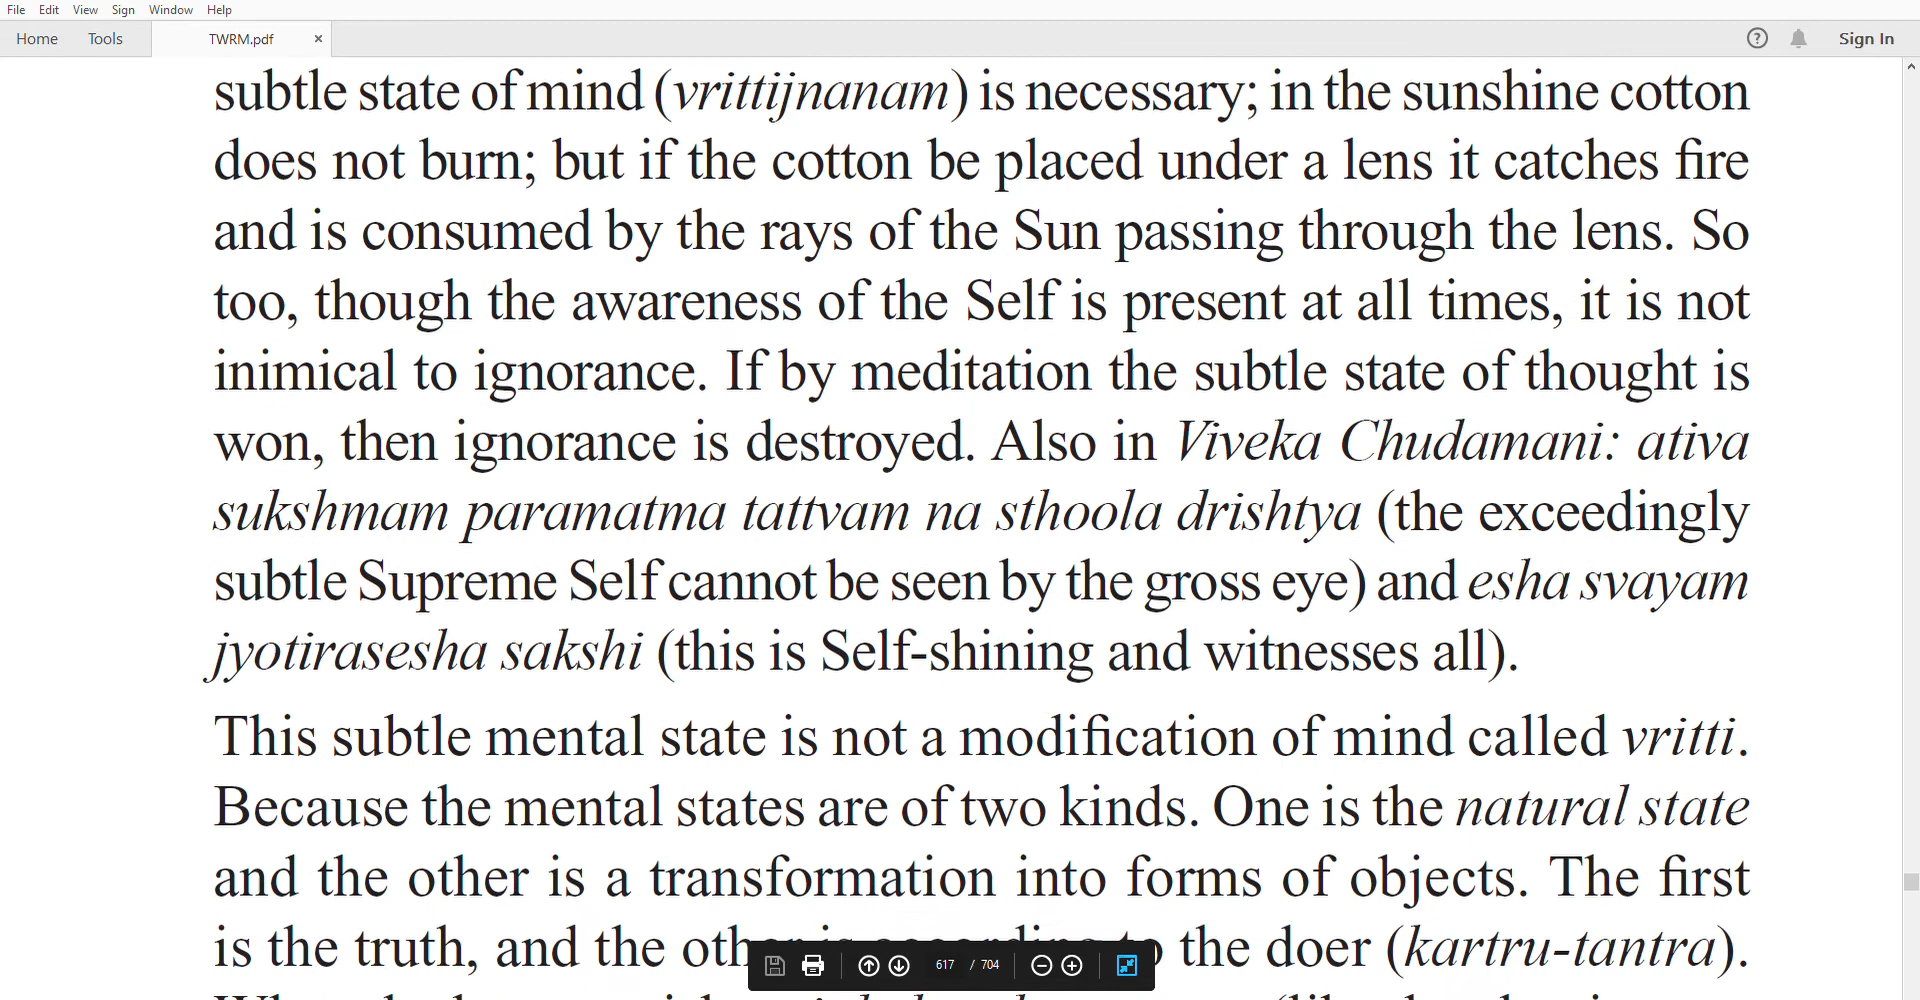 File Edit View Sign Window Help
Home Tools TWRM.pdf × ? Sign In
subtle state of mind (vrittijnanam) is necessary; in the sunshine cotton
does not burn; but if the cotton be placed under a lens it catches fire
and is consumed by the rays of the Sun passing through the lens. So
too, though the awareness of the Self is present at all times, it is not
inimical to ignorance. If by meditation the subtle state of thought is
won, then ignorance is destroyed. Also in Viveka Chudamani: ativa
sukshmam paramatma tattvam na sthoola drishtya (the exceedingly
subtle Supreme Self cannot be seen by the gross eye) and esha svayam
jyotirasesha sakshi (this is Self-shining and witnesses all).
This subtle mental state is not a modification of mind called vritti.
Because the mental states are of two kinds. One is the natural state
and the other is a transformation into forms of objects. The first
is the truth, and the other is according to the doer (kartru-tantra).
617 / 704